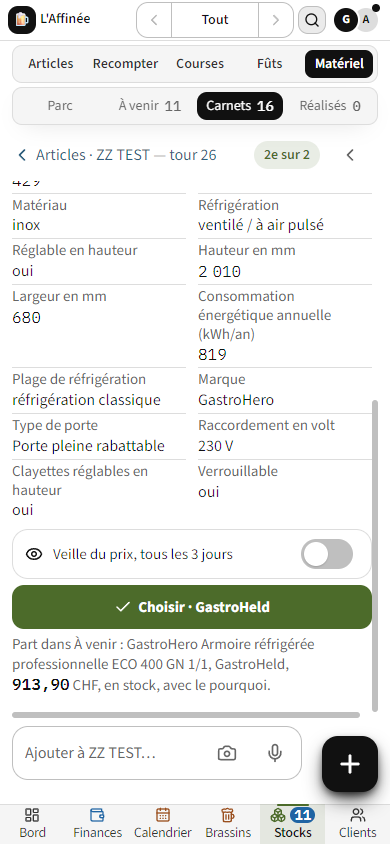 L'Affinée
Tout
G
A
Articles
Recompter
Courses
Fûts
Matériel
Parc
À venir 11
Carnets 16
Réalisés 0
Articles · ZZ TEST — tour 26
2e sur 2
Matériau
inox
Réfrigération
ventilé / à air pulsé
Réglable en hauteur
oui
Hauteur en mm
2 010
Largeur en mm
680
Consommation
énergétique annuelle
(kWh/an)
819
Plage de réfrigération
réfrigération classique
Marque
GastroHero
Type de porte
Porte pleine rabattable
Raccordement en volt
230 V
Clayettes réglables en
hauteur
oui
Verrouillable
oui
Veille du prix, tous les 3 jours
Choisir · GastroHeld
Part dans À venir : GastroHero Armoire réfrigérée
professionnelle ECO 400 GN 1/1, GastroHeld,
913,90 CHF, en stock, avec le pourquoi.
Ajouter à ZZ TEST…
Bord
Finances
Calendrier
Brassins
11
Stocks
Clients